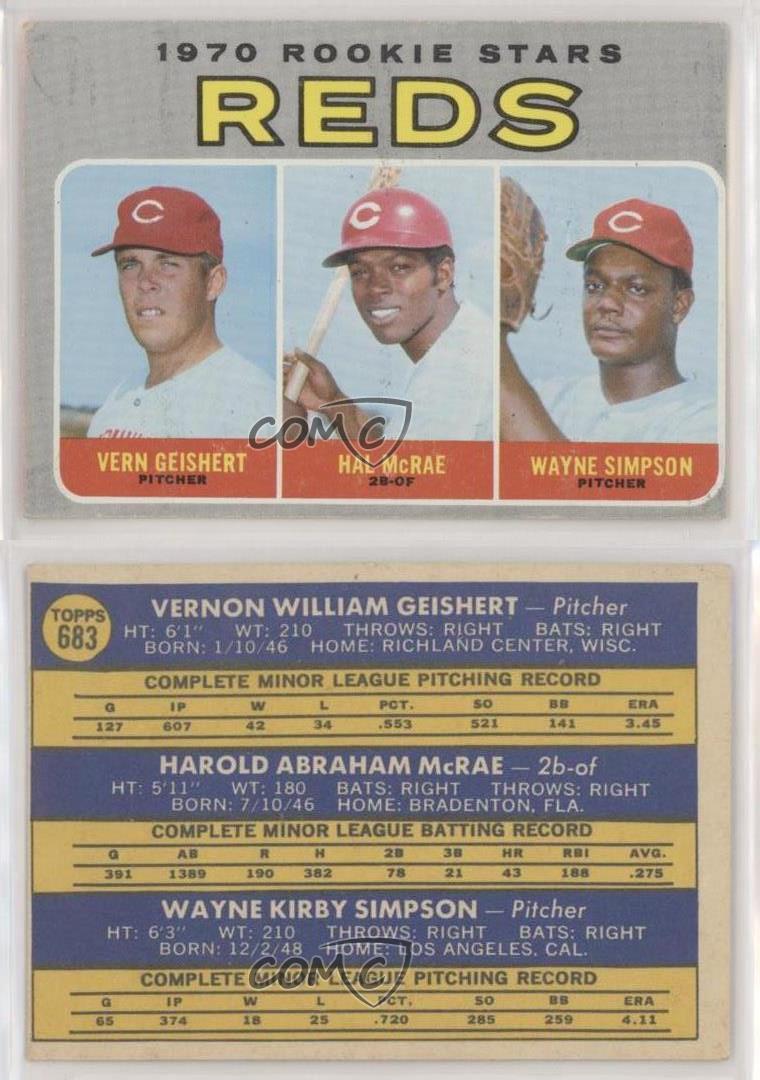 1970 ROOKIE STARS
REDS
C
C
C
COMC
VERN GEISHERT
PITCHER
HAL McRAE
2B-OF
WAYNE SIMPSON
PITCHER
TOPPS
683
VERNON WILLIAM GEISHERT — Pitcher
HT: 6'1" WT: 210 THROWS: RIGHT BATS: RIGHT
BORN: 1/10/46 HOME: RICHLAND CENTER, WISC.
COMPLETE MINOR LEAGUE PITCHING RECORD
G IP W L PCT. SO BB ERA
127 607 42 34 .553 521 141 3.45
HAROLD ABRAHAM McRAE — 2b-of
HT: 5'11" WT: 180 BATS: RIGHT THROWS: RIGHT
BORN: 7/10/46 HOME: BRADENTON, FLA.
COMPLETE MINOR LEAGUE BATTING RECORD
G AB R H 2B 3B HR RBI AVG.
391 1389 190 382 78 21 43 188 .275
WAYNE KIRBY SIMPSON — Pitcher
HT: 6'3" WT: 210 THROWS: RIGHT BATS: RIGHT
BORN: 12/2/48 HOME: LOS ANGELES, CAL.
COMC
COMPLETE MINOR LEAGUE PITCHING RECORD
G IP W L PCT. SO BB ERA
65 374 18 25 .720 285 259 4.11